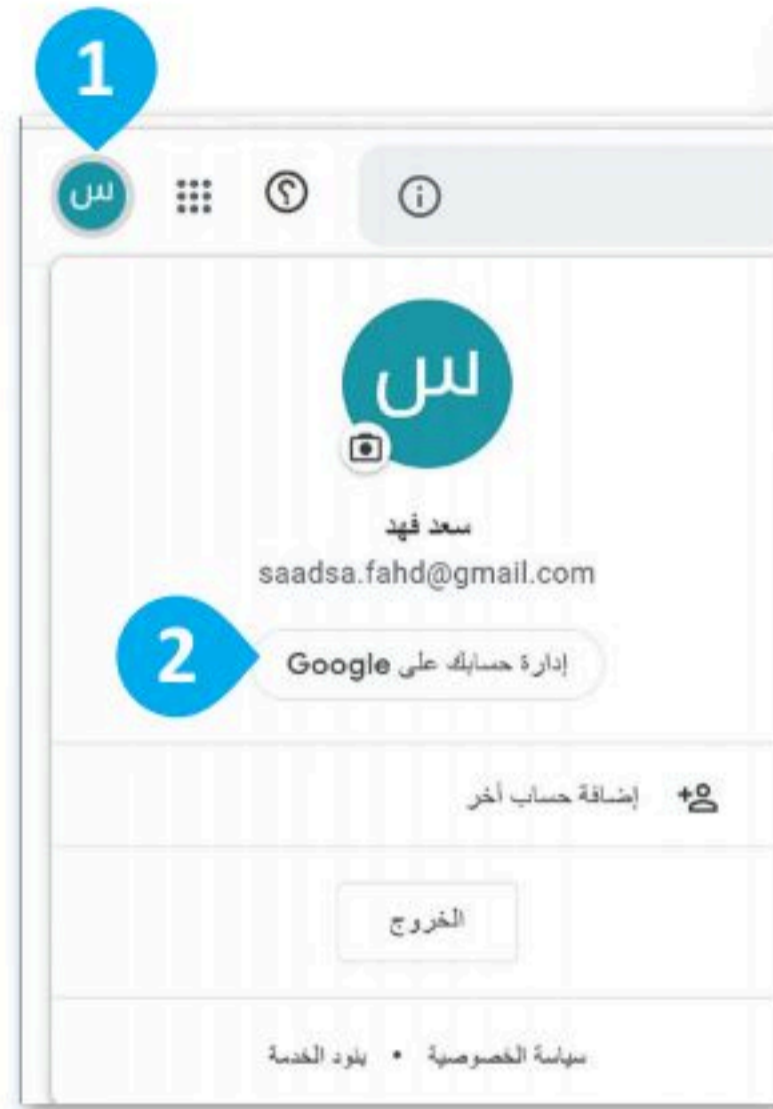 1
س
س
سعد فهد
saadsa.fahd@gmail.com
2
إدارة حسابك على Google
إضافة حساب أخر
الخروج
سياسة الخصوصية • بنود الخدمة